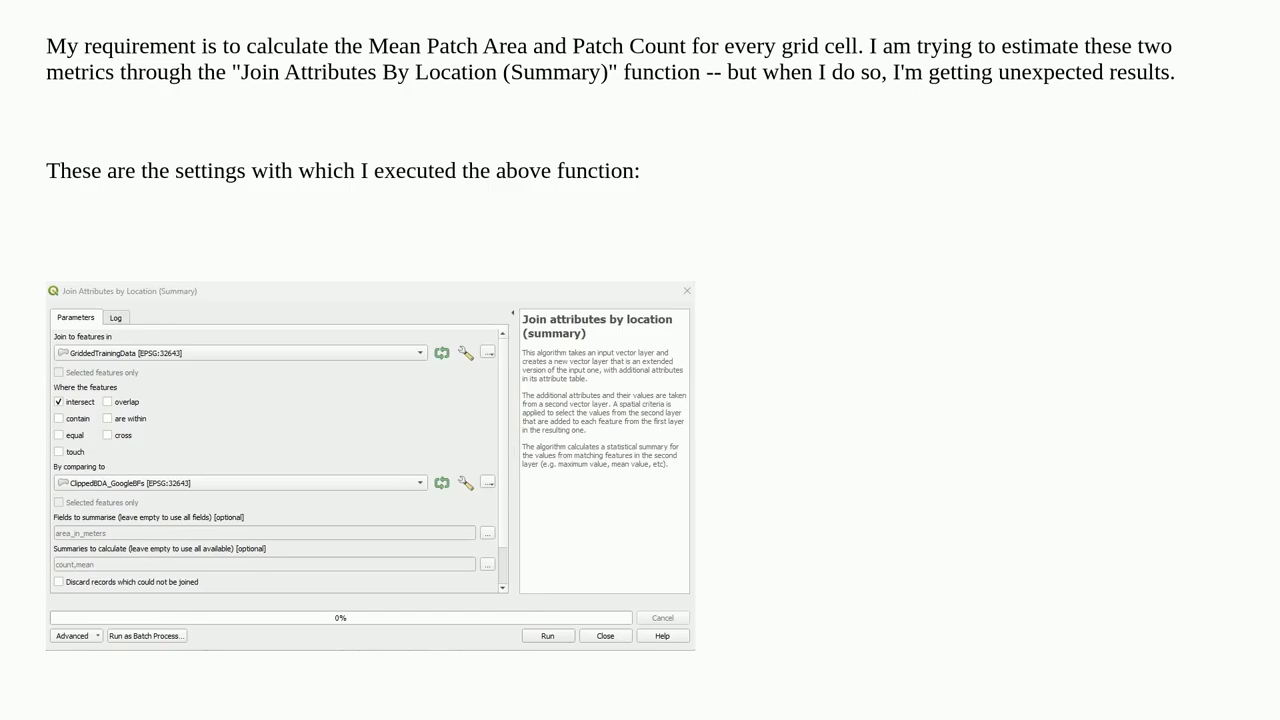 My requirement is to calculate the Mean Patch Area and Patch Count for every grid cell. I am trying to estimate these two
metrics through the "Join Attributes By Location (Summary)" function -- but when I do so, I'm getting unexpected results.
These are the settings with which I executed the above function:
Join Attributes by Location (Summary)
Parameters Log
Join to features in
GriddedTrainingData [EPSG:32643]
Selected features only
Where the features
intersect overlap
contain are within
equal cross
touch
By comparing to
ClippedBDA_GoogleBFs [EPSG:32643]
Selected features only
Fields to summarise (leave empty to use all fields) [optional]
area_in_meters
Summaries to calculate (leave empty to use all available) [optional]
count,mean
Discard records which could not be joined
Join attributes by location
(summary)
This algorithm takes an input vector layer and
creates a new vector layer that is an extended
version of the input one, with additional attributes
in its attribute table.
The additional attributes and their values are taken
from a second vector layer. A spatial criteria is
applied to select the values from the second layer
that are added to each feature from the first layer
in the resulting one.
The algorithm calculates a statistical summary for
the values from matching features in the second
layer (e.g. maximum value, mean value, etc).
0%
Cancel
Advanced Run as Batch Process... Run Close Help